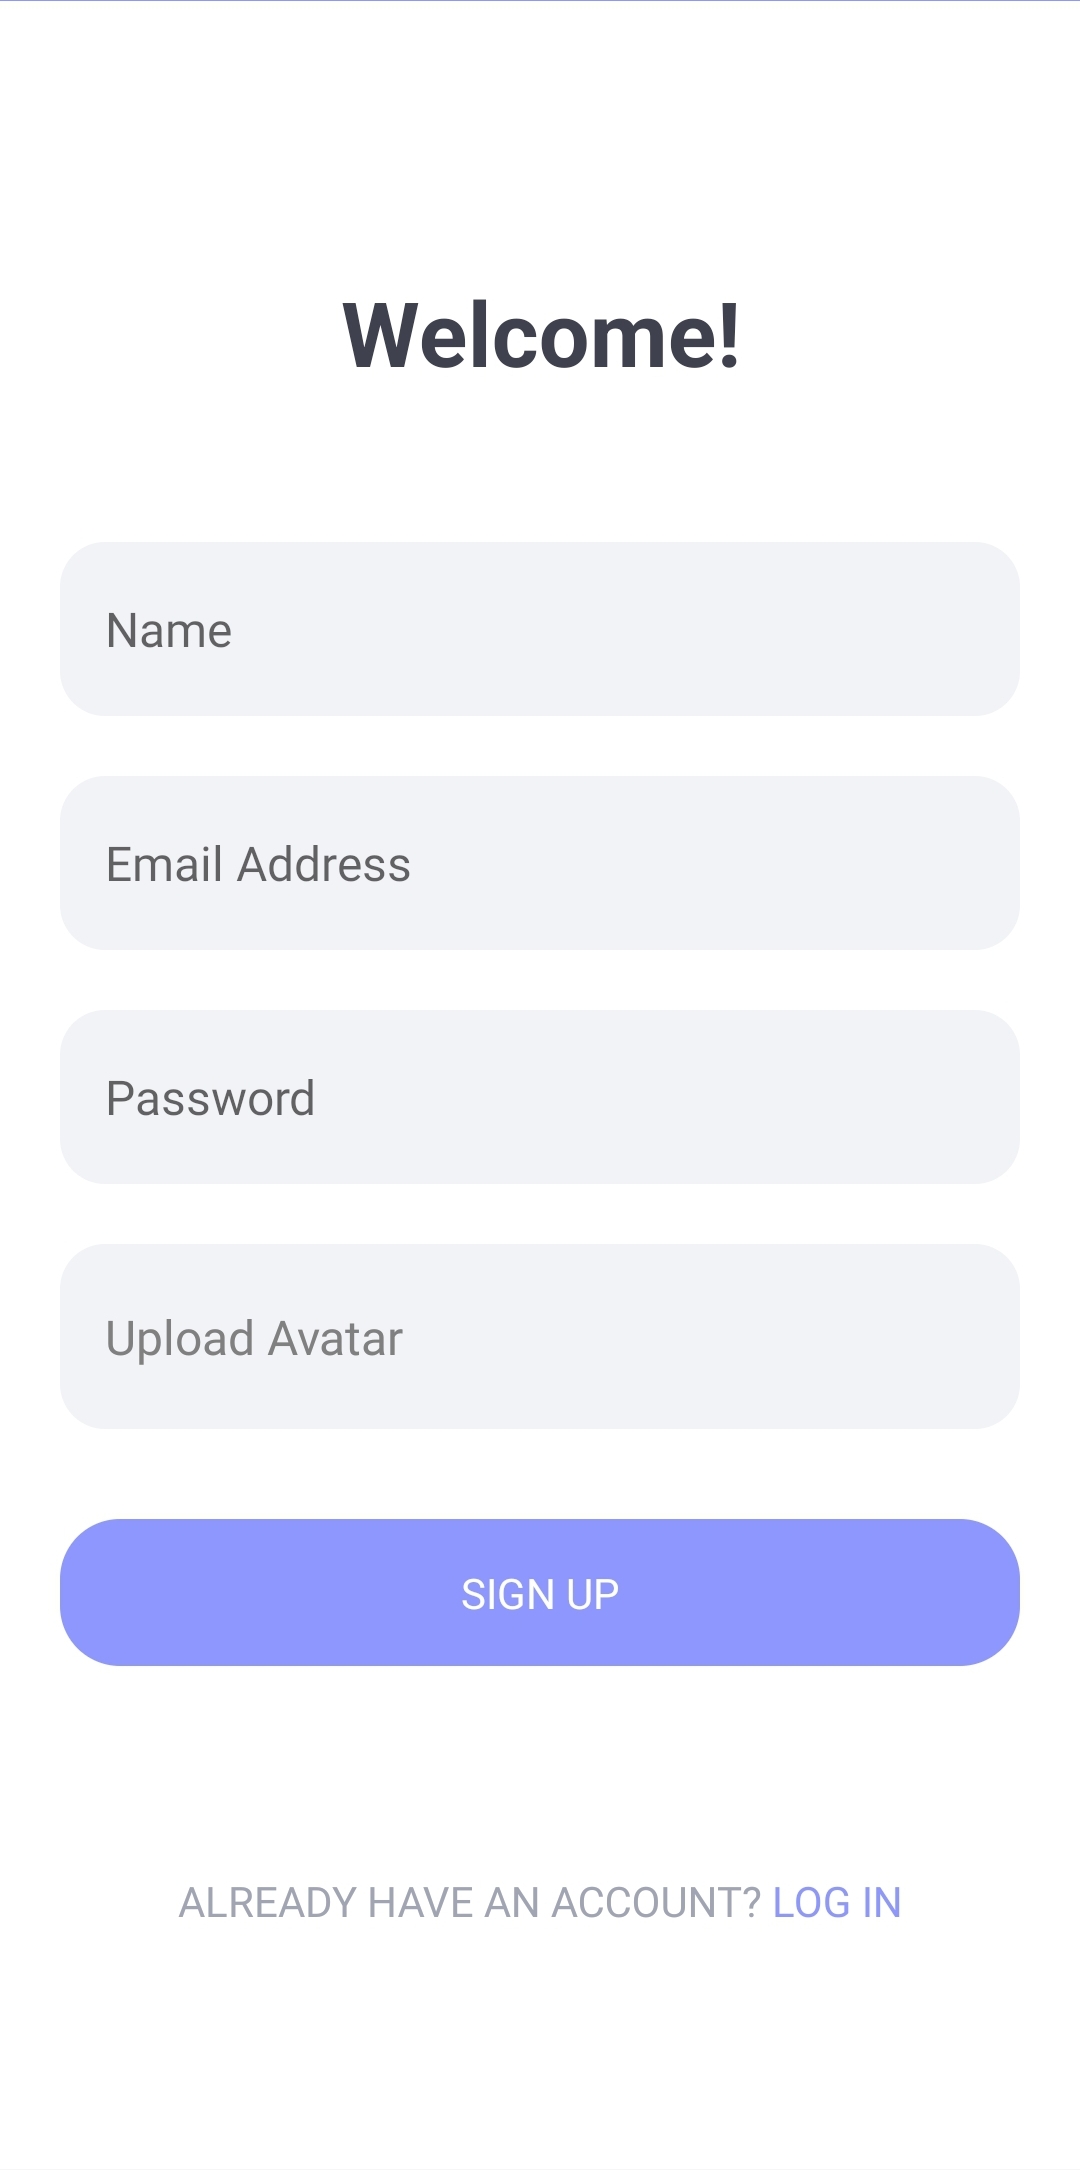 Welcome!
Name
Email Address
Password
Upload Avatar
SIGN UP
ALREADY HAVE AN ACCOUNT? LOG IN